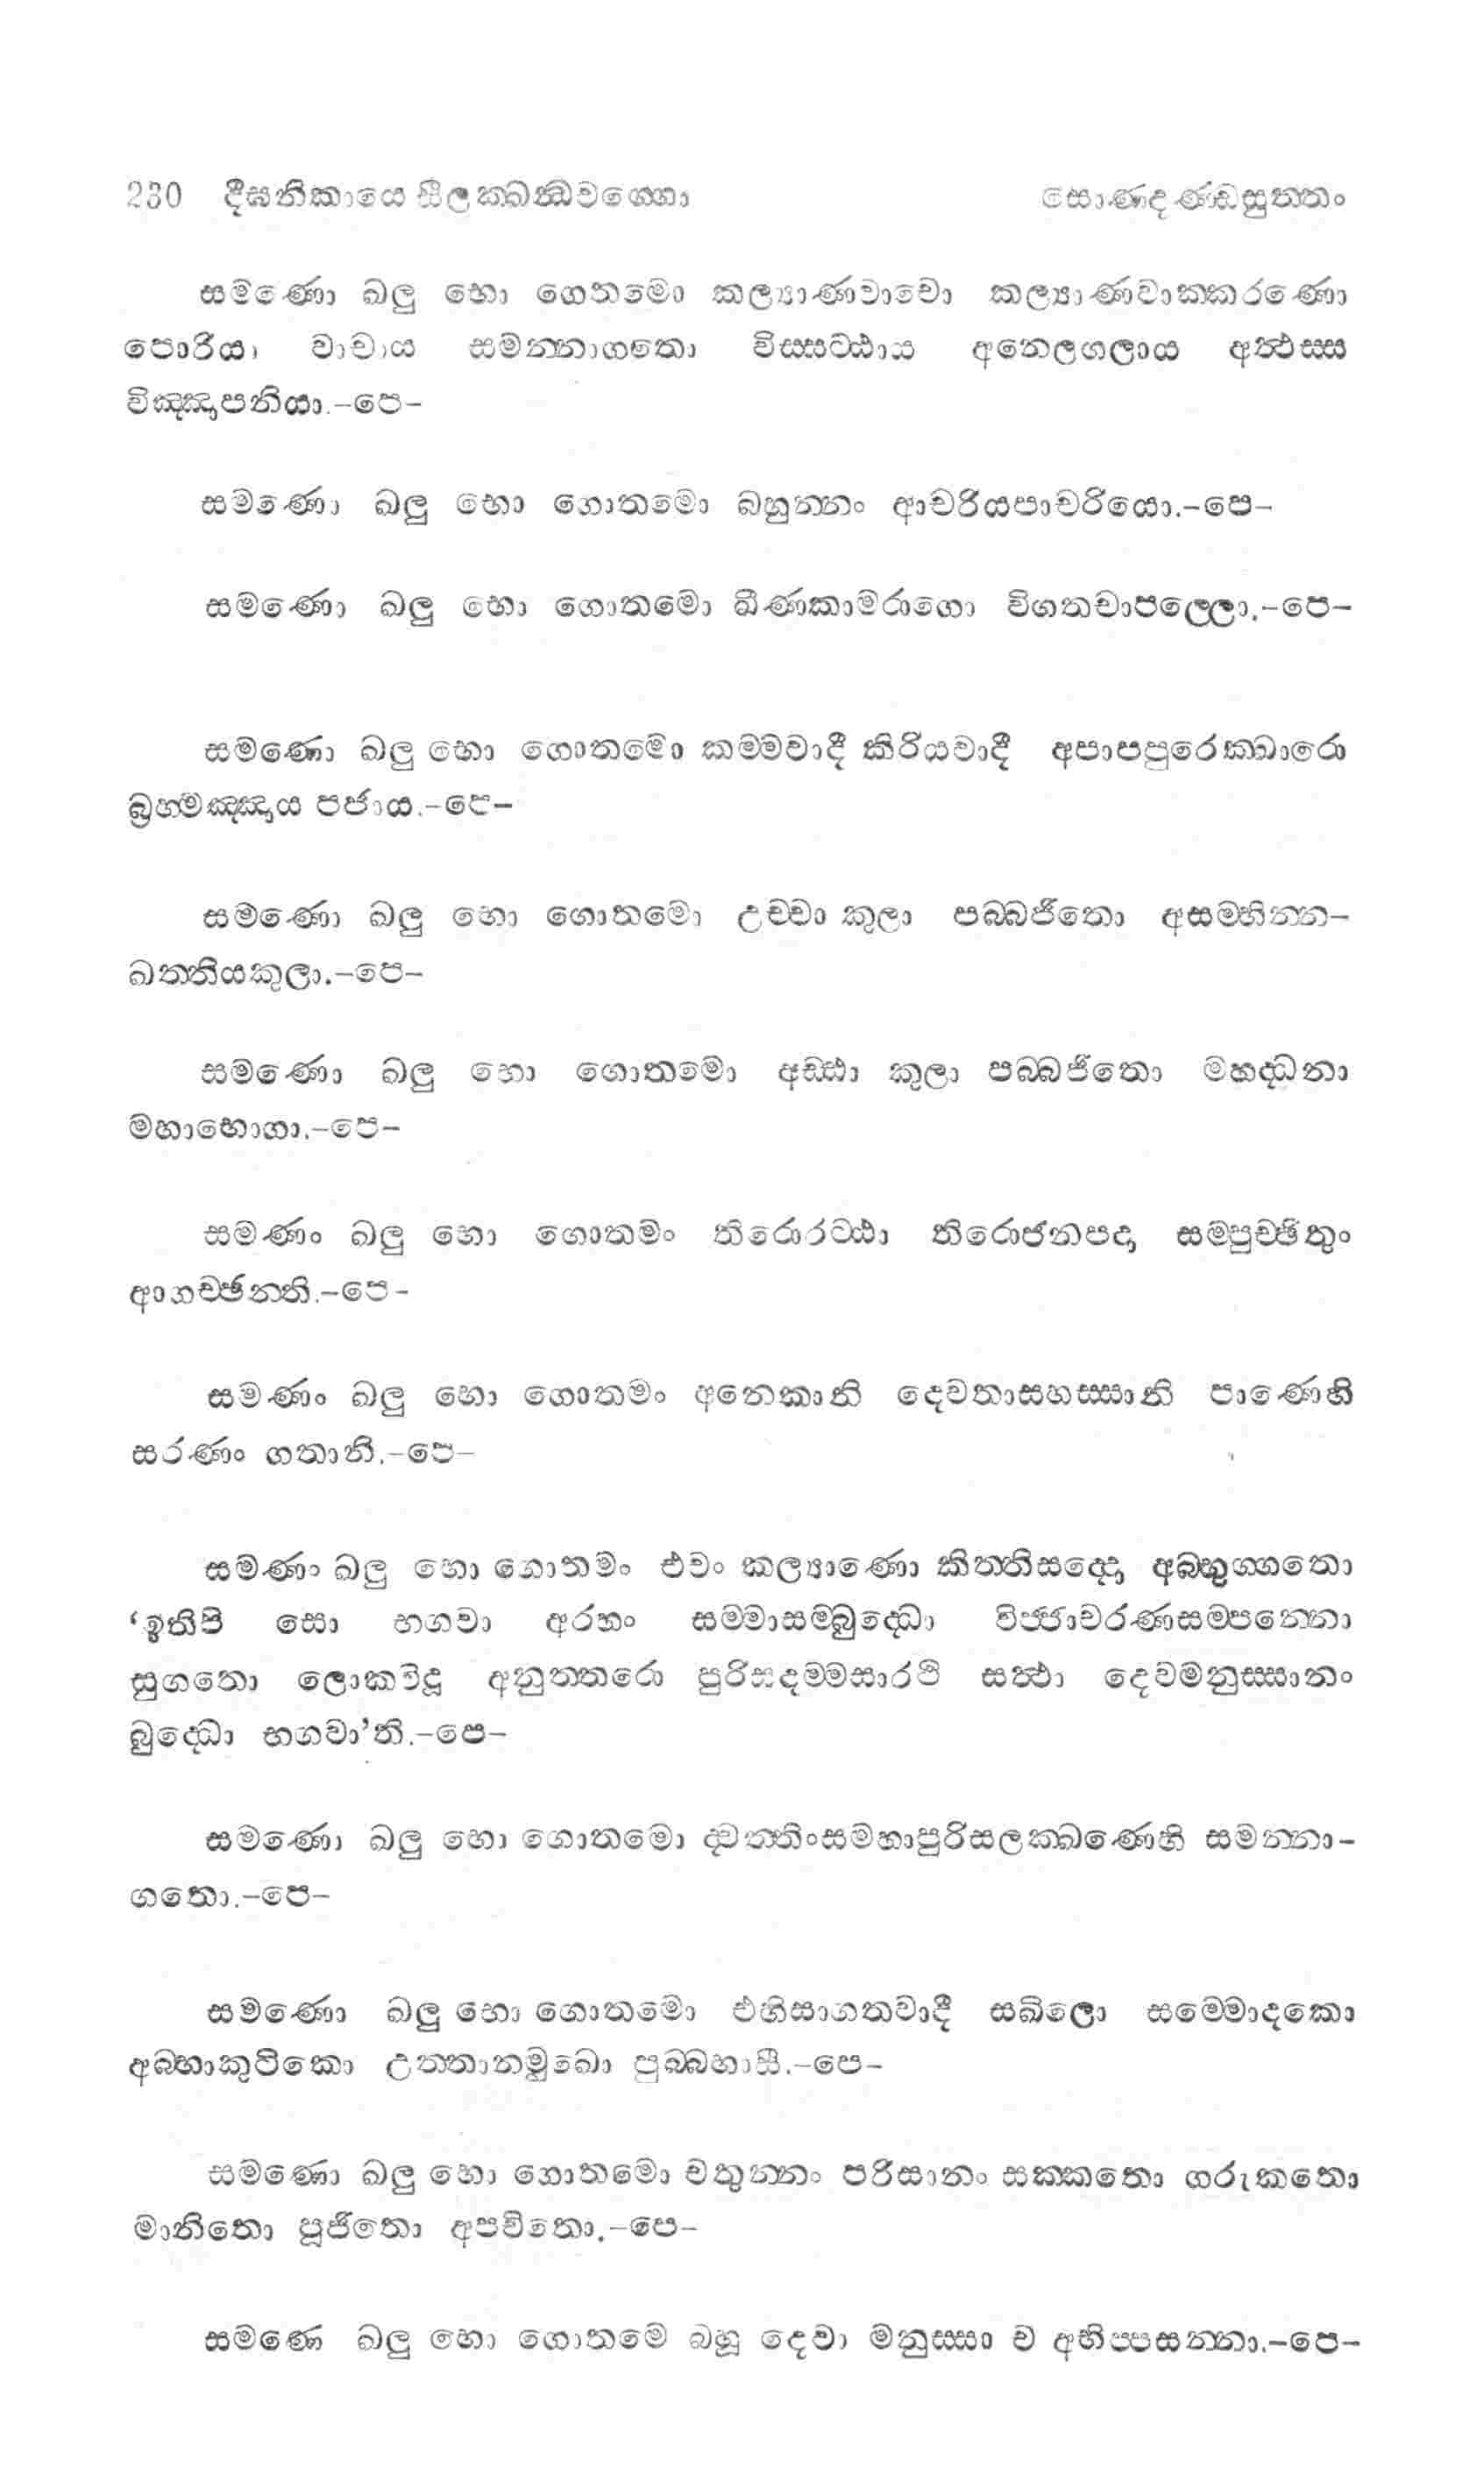 230 දීඝනිකායෙ සීලක්ඛන්ධවග්ගො සොණදණ්ඩසුත්තං
සමණො ඛලු භො ගෙතමො කල්‍යාණවාචො කල්‍යාණවාක්කරණො
පොරියා වාචාය සමන්නාගතො විස්සට්ඨාය අනෙලගලාය අත්‍ථස්ස
විඤ්ඤාපනියා.–පෙ–
සමණො ඛලු භො ගොතමො බහුන්නං ආචරියපාචරියො.–පෙ–
සමණො ඛලු භො ගොතමො ඛීණකාමරාගො විගතචාපල්ලො.–පෙ–
සමණො ඛලු භො ගොතමො කම්මවාදී කිරියවාදී අපාපපුරෙක්ඛාරො
බ්‍රහ්මඤ්ඤාය පජාය.–පෙ–
සමණො ඛලු භො ගොතමො උච්චා කුලා පබ්බජිතො අසම්භින්න–
ඛත්තියකුලා.–පෙ–
සමණො ඛලු භො ගොතමො අඩ්ඪා කුලා පබ්බජිතො මහද්ධනා
මහාභොගා.–පෙ–
සමණං ඛලු භො ගොතමං තිරොරට්ඨා තිරොජනපදා සම්පුච්ඡිතුං
ආගච්ඡන්ති.–පෙ–
සමණං ඛලු භො ගොතමං අනෙකානි දෙවතාසහස්සානි පාණෙහි
සරණං ගතානි.–පෙ–
සමණං ඛලු භො ගොතමං එවං කල්‍යාණො කිත්තිසද්දො අබ්භුග්ගතො
‘ඉතිපි සො භගවා අරහං සම්මාසම්බුද්ධො විජ්ජාචරණසම්පන්නො
සුගතො ලොකවිදූ අනුත්තරො පුරිසදම්මසාරථි සත්‍ථා දෙවමනුස්සානං
බුද්ධො භගවා’ති.–පෙ–
සමණො ඛලු භො ගොතමො ද්වත්තිංසමහාපුරිසලක්ඛණෙහි සමන්නා–
ගතො.–පෙ–
සමණො ඛලු භො ගොතමො එහිසාගතවාදී සඛිලො සම්මොදකො
අබ්භාකුටිකො උත්තානමුඛො පුබ්බභාසී.–පෙ–
සමණො ඛලු භො ගොතමො චතුන්නං පරිසානං සක්කතො ගරුකතො
මානිතො පූජිතො අපචිතො.–පෙ–
සමණෙ ඛලු භො ගොතමෙ බහූ දෙවා මනුස්සා ච අභිප්පසන්නා.–පෙ–